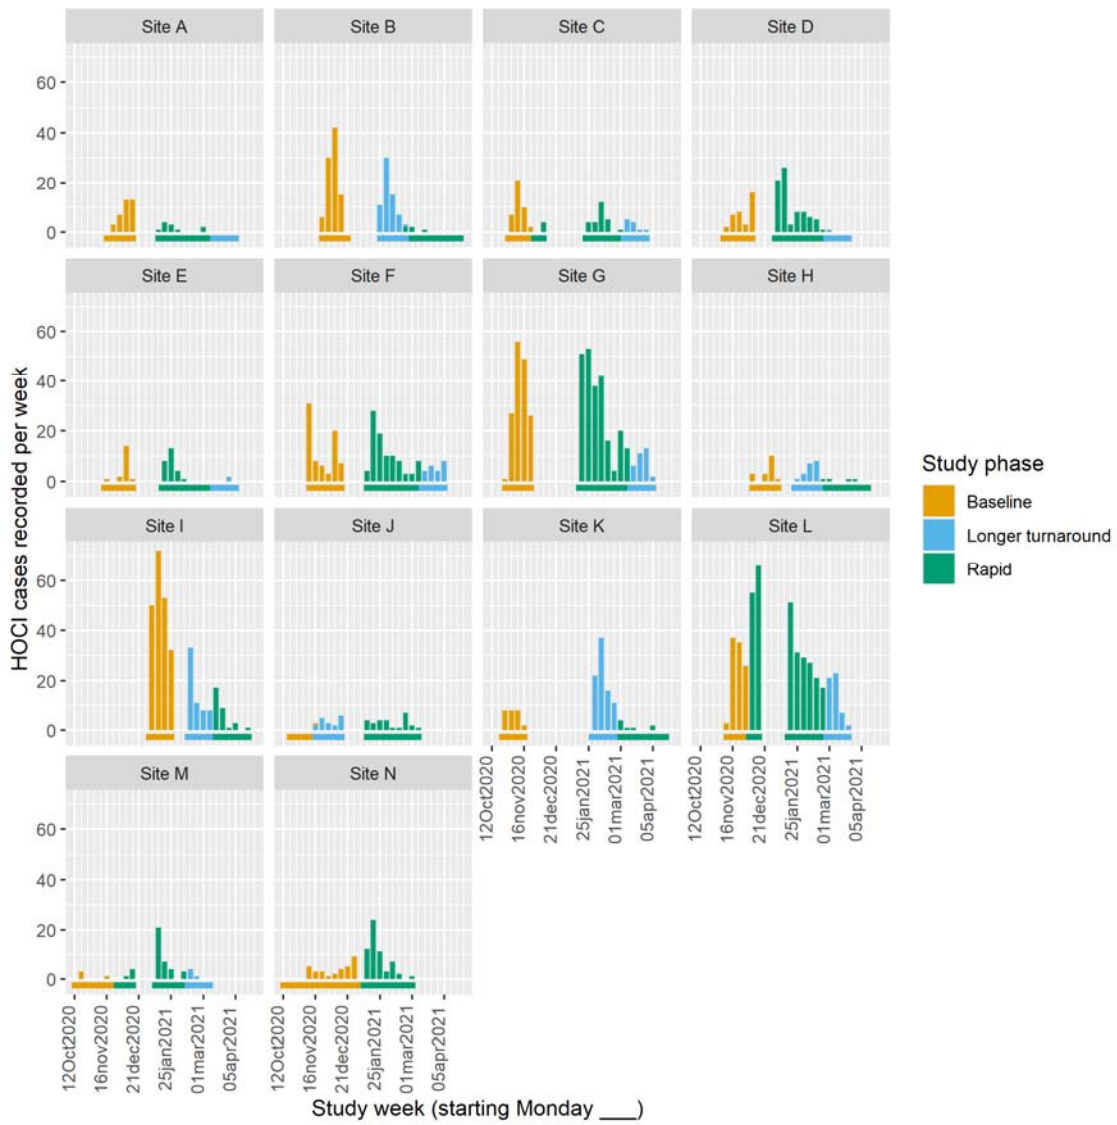 Site A
Site B
Site C
Site D
60
40
20
0
Site E
Site F
Site G
Site H
60
40
20
0
Site I
Site J
Site K
Site L
60
40
20
0
12Oct2020
16nov2020
21dec2020
25jan2021
01mar2021
05apr2021
12Oct2020
16nov2020
21dec2020
25jan2021
01mar2021
05apr2021
Site M
Site N
60
40
20
0
12Oct2020
16nov2020
21dec2020
25jan2021
01mar2021
05apr2021
12Oct2020
16nov2020
21dec2020
25jan2021
01mar2021
05apr2021
HOCI cases recorded per week
Study week (starting Monday ___)
Study phase
Baseline
Longer turnaround
Rapid